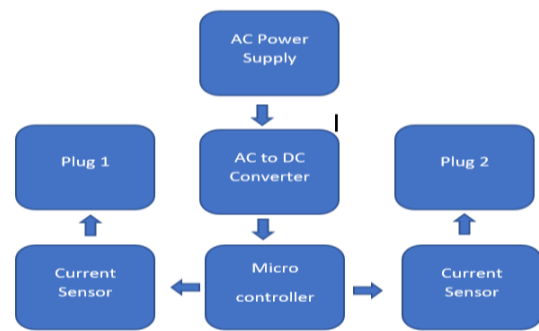 AC Power
Supply
Plug 1
AC to DC
Converter
Plug 2
Current
Sensor
Micro
controller
Current
Sensor